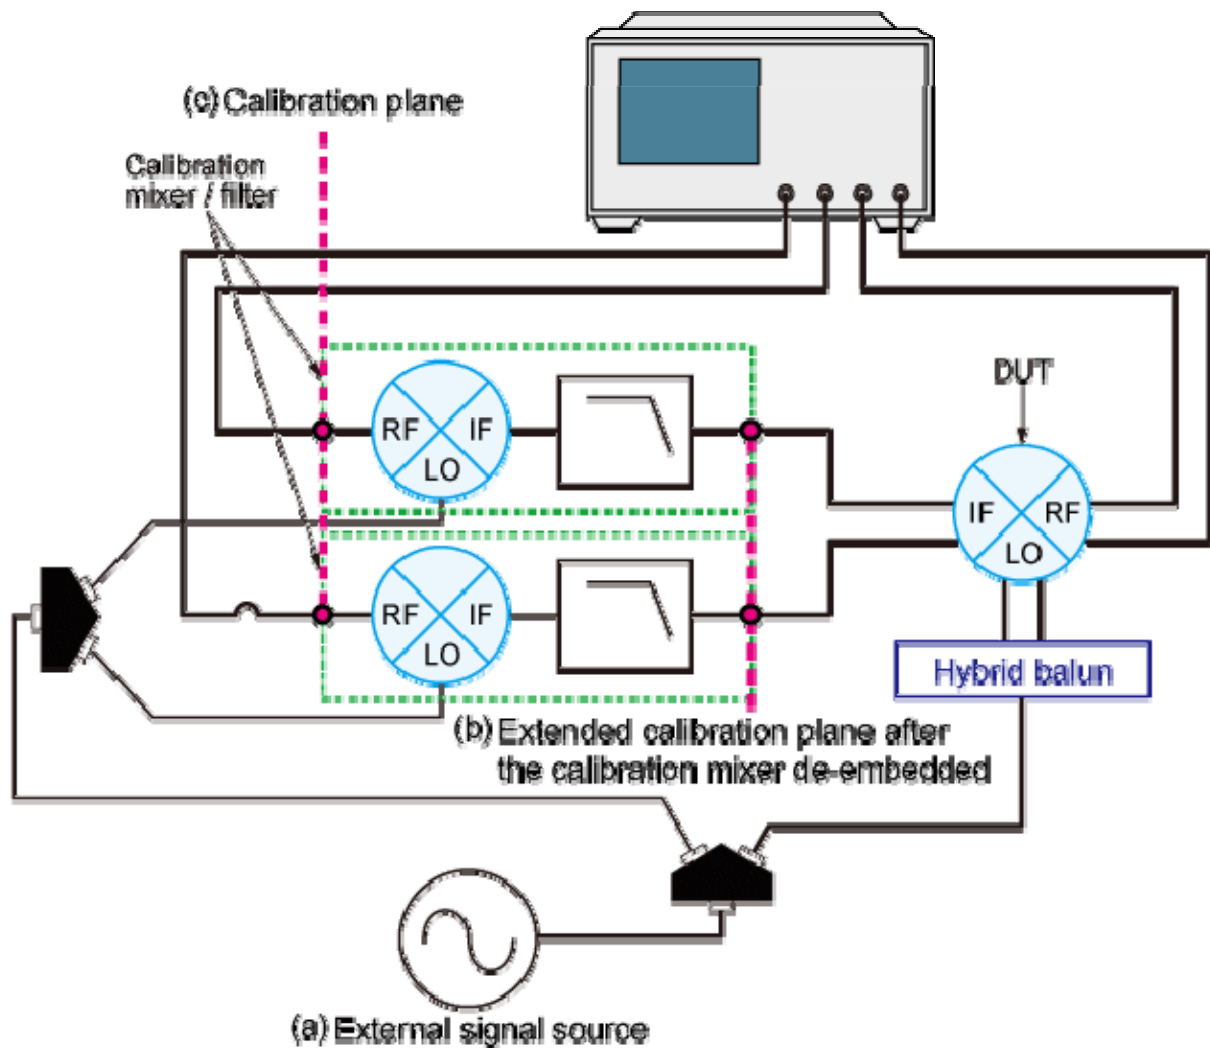 (c) Calibration plane
Calibration
mixer / filter
DUT
RF IF
LO
IF RF
LO
RF IF
LO
Hybrid balun
(b) Extended calibration plane after
the calibration mixer de-embedded
(a) External signal source